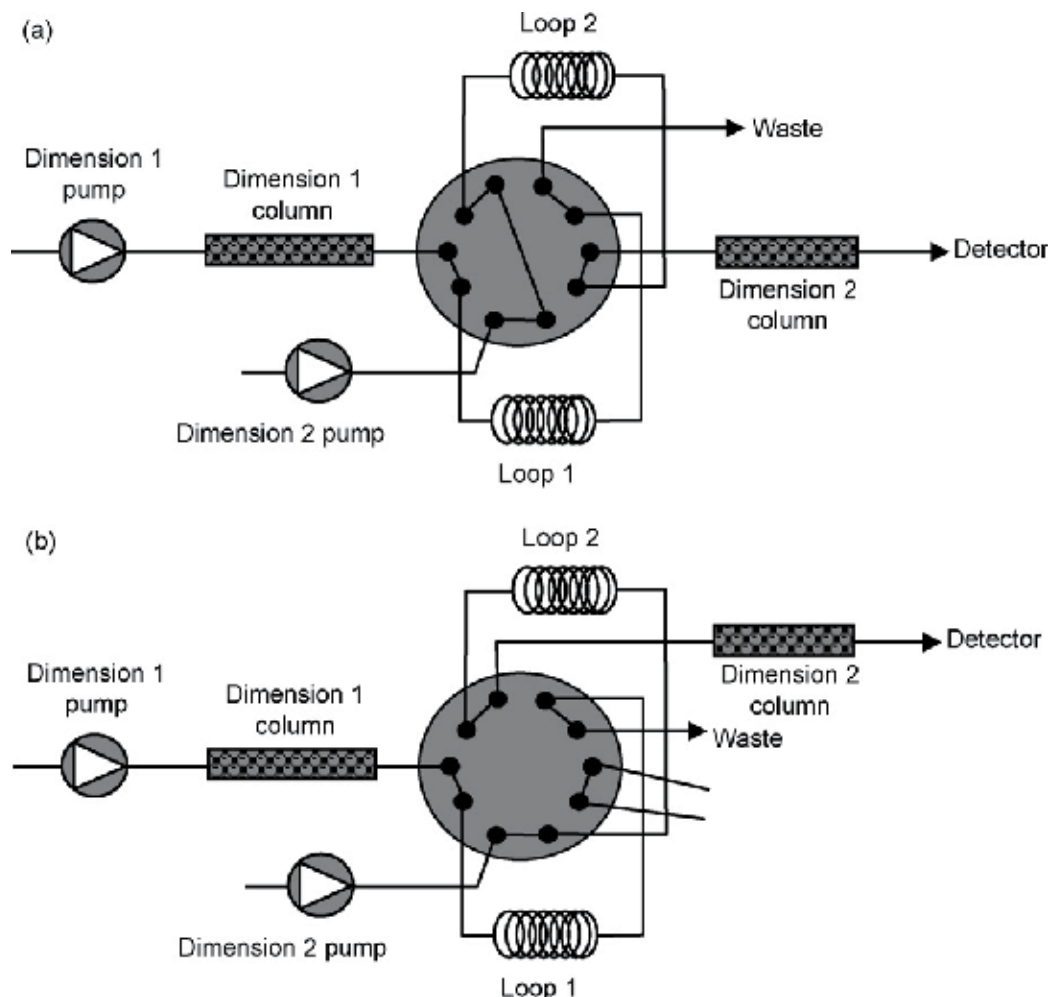 (a)
Loop 2
Waste
Dimension 1
pump
Dimension 1
column
Detector
Dimension 2
column
Dimension 2 pump
Loop 1
(b)
Loop 2
Detector
Dimension 1
pump
Dimension 1
column
Dimension 2
column
Waste
Dimension 2 pump
Loop 1